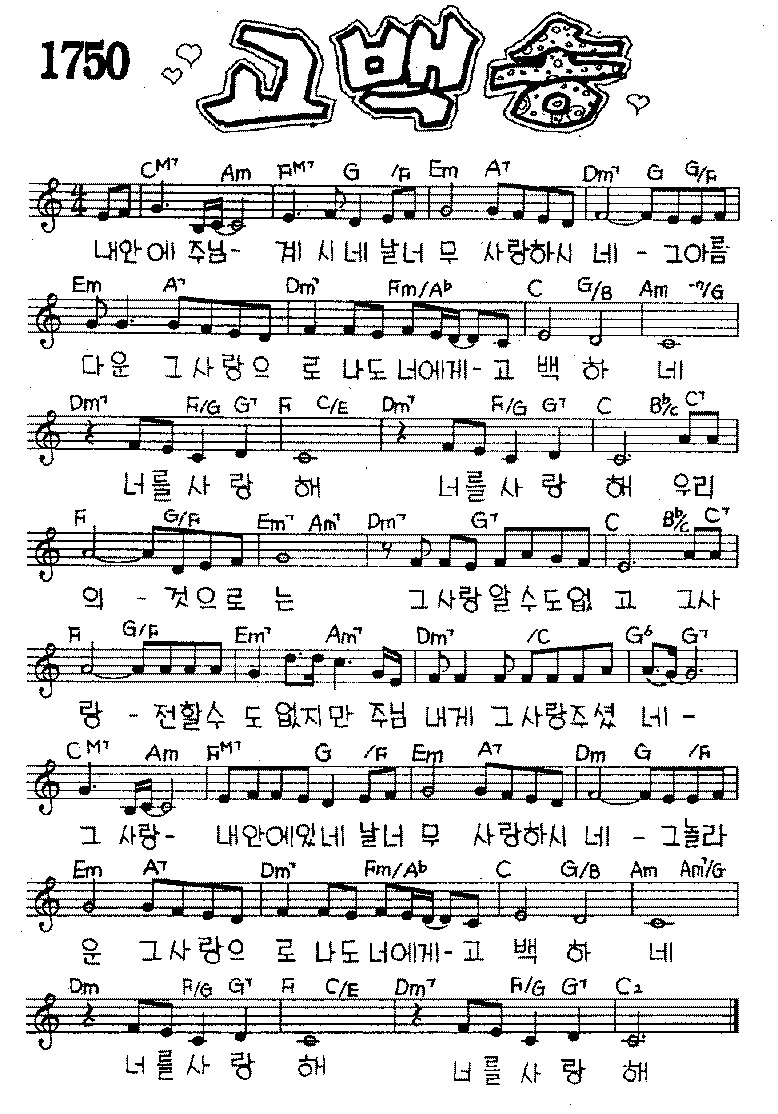 1750 고백송
CM7 Am FM7 G /F Em A7 Dm7 G G/F
내안에 주님- 계시네 날너무 사랑하시 네 - 그아름
Em A7 Dm7 Fm/Ab C G/B Am -7/G
다운 그사랑으 로 나도너에게-고 백 하 네
Dm7 F/G G7 F C/E Dm7 F/G G7 C Bb/C C7
너를사 랑 해 너를사 랑 해 우리
F G/F Em7 Am7 Dm7 G7 C Bb/C C7
의 - 것으로 는 그사랑알수도없 고 그사
F G/F Em7 Am7 Dm7 /C G6 G7
랑 - 전할수 도없지만 주님 내게 그사랑주셨 네-
CM7 Am FM7 G /F Em A7 Dm G /F
그 사랑- 내안에있네 날너 무 사랑하시 네 - 그놀라
Em A7 Dm7 Fm/Ab C G/B Am Am7/G
운 그사랑으 로 나도너에게-고 백 하 네
Dm F/G G7 F C/E Dm7 F/G G7 C2
너를사 랑 해 너를사 랑 해